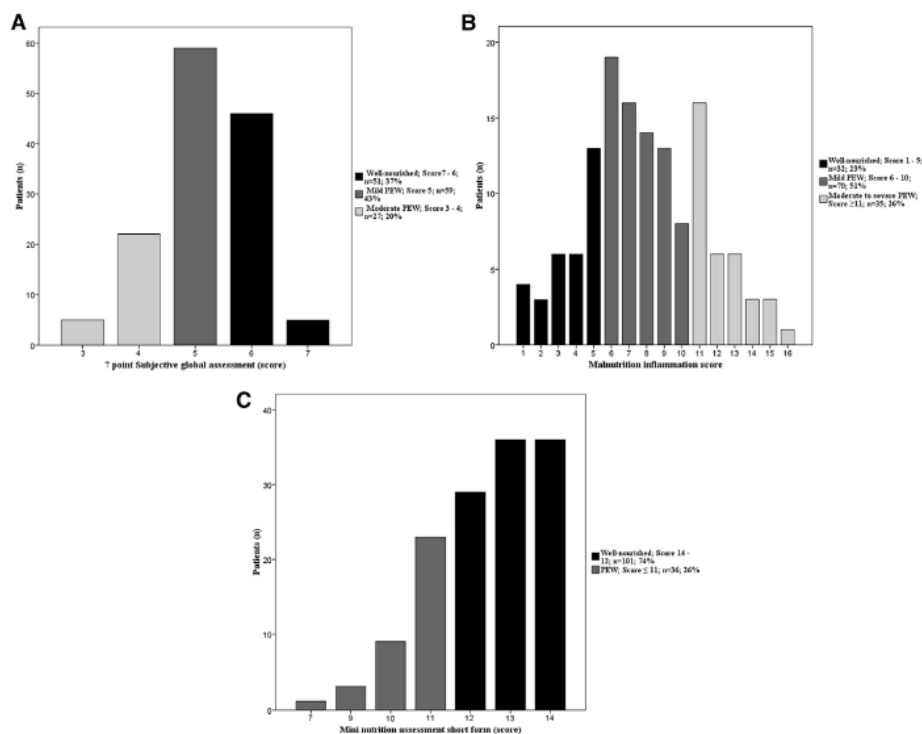 A
60
50
40
30
20
10
0
Patients (n)
3 4 5 6 7
7 point Subjective global assessment (score)
Well-nourished; Score7 - 6;
n=51; 37%
Mild PEW; Score 5; n=59;
43%
Moderate PEW; Score 3 - 4;
n=27; 20%
B
20
15
10
5
0
Patients (n)
1 2 3 4 5 6 7 8 9 10 11 12 13 14 15 16
Malnutrition inflammation score
Well-nourished; Score 1 - 5;
n=32; 23%
Mild PEW; Score 6 - 10;
n=70; 51%
Moderate to severe PEW;
Score ≥11; n=35; 26%
C
40
30
20
10
0
Patients (n)
7 9 10 11 12 13 14
Mini nutrition assessment short form (score)
Well-nourished; Score 14 -
12; n=101; 74%
PEW; Score ≤ 11; n=36; 26%